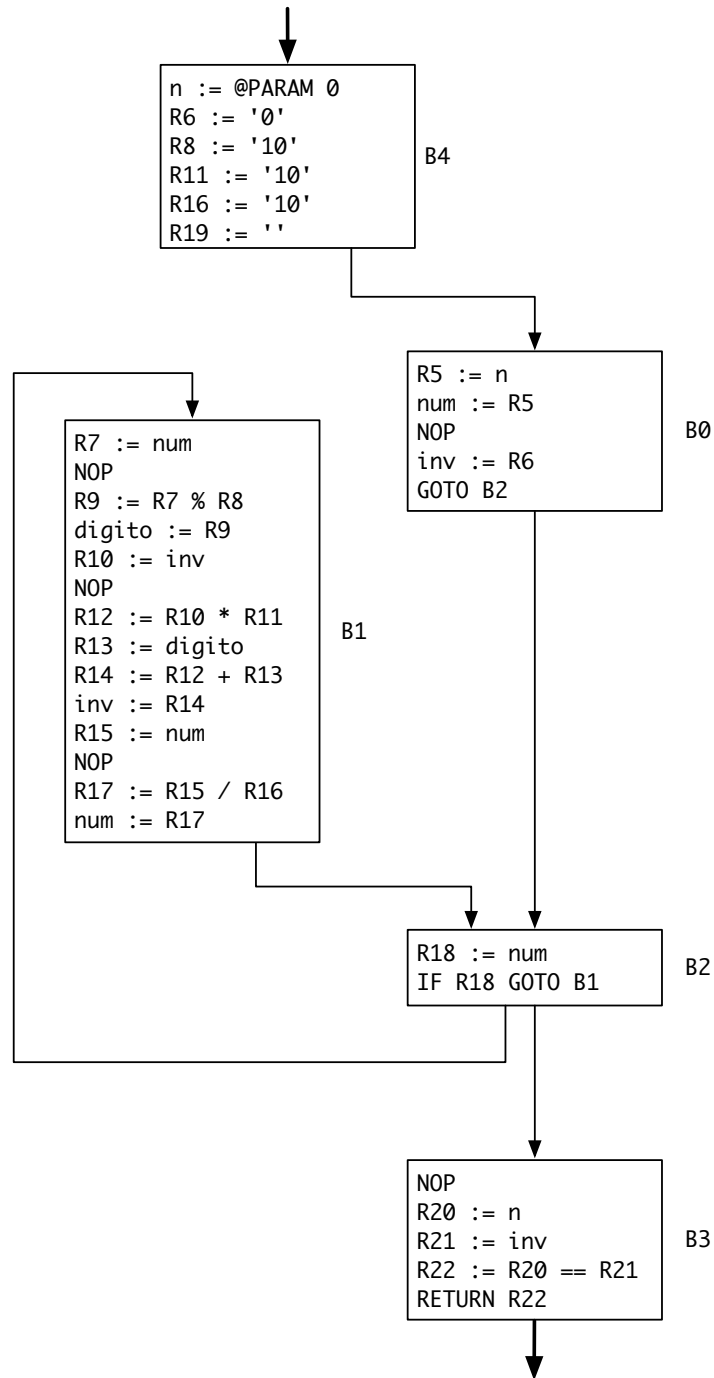 n := @PARAM 0
R6 := '0'
R8 := '10'
R11 := '10'
R16 := '10'
R19 := ''
B4
R5 := n
num := R5
NOP
inv := R6
GOTO B2
B0
R7 := num
NOP
R9 := R7 % R8
digito := R9
R10 := inv
NOP
R12 := R10 * R11
R13 := digito
R14 := R12 + R13
inv := R14
R15 := num
NOP
R17 := R15 / R16
num := R17
B1
R18 := num
IF R18 GOTO B1
B2
NOP
R20 := n
R21 := inv
R22 := R20 == R21
RETURN R22
B3